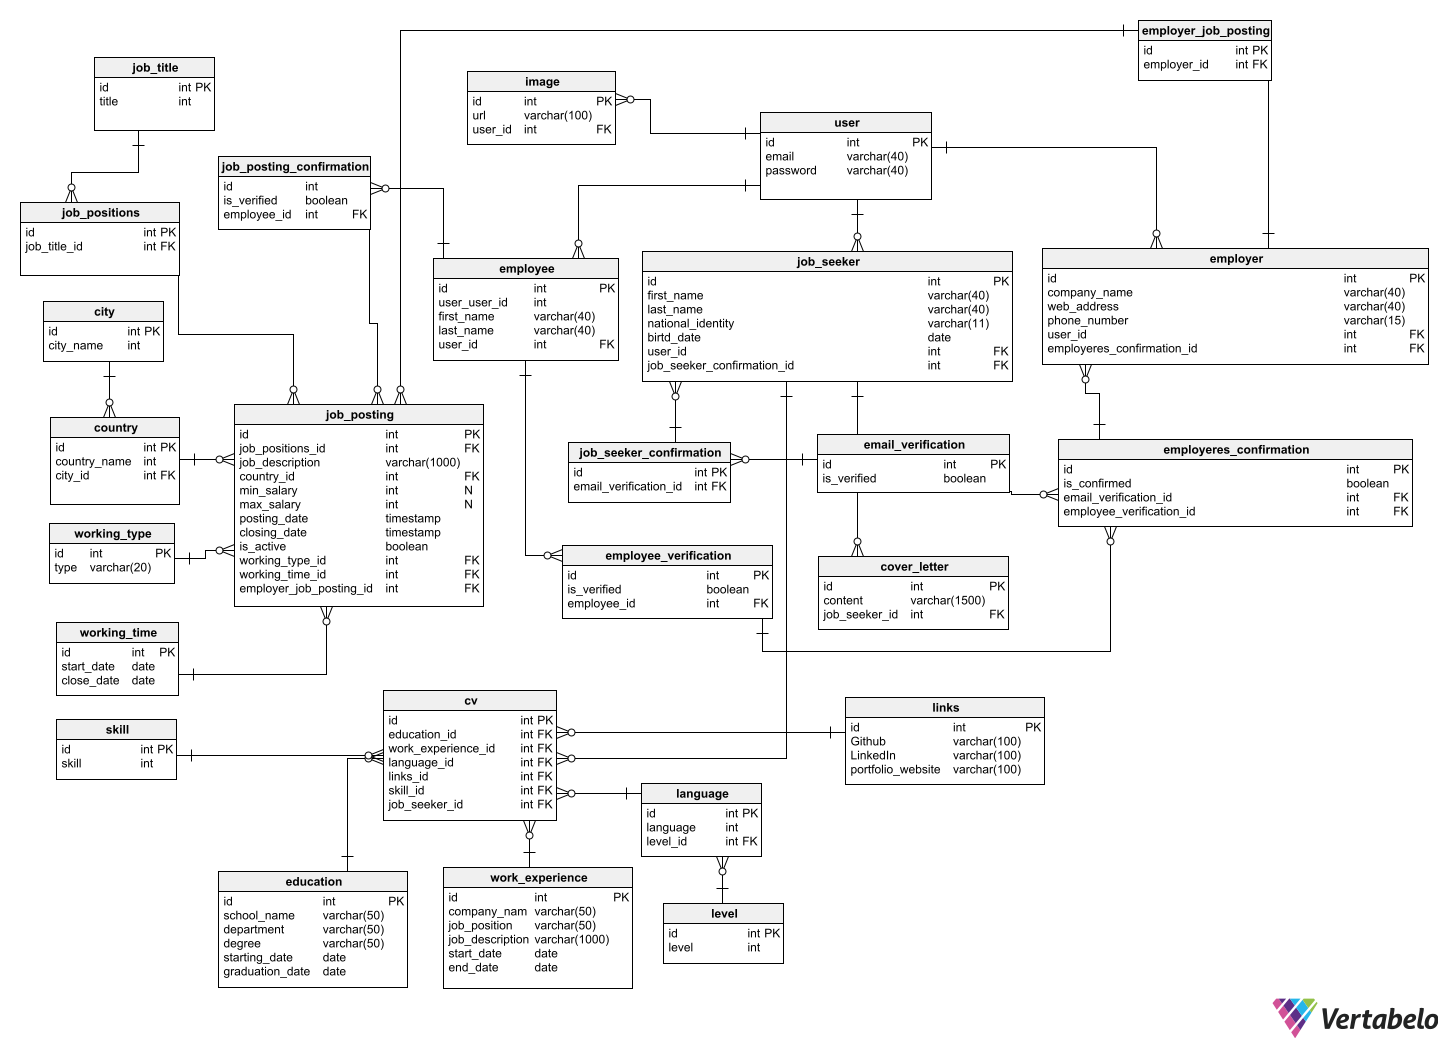 employer_job_posting
id int PK
employer_id int FK
job_title
id int PK
title int
image
id int PK
url varchar(100)
user_id int FK
user
id int PK
email varchar(40)
password varchar(40)
job_posting_confirmation
id int
is_verified boolean
employee_id int FK
job_positions
id int PK
job_title_id int FK
employee
id int PK
user_user_id int
first_name varchar(40)
last_name varchar(40)
user_id int FK
job_seeker
id int PK
first_name varchar(40)
last_name varchar(40)
national_identity varchar(11)
birtd_date date
user_id int FK
job_seeker_confirmation_id int FK
employer
id int PK
company_name varchar(40)
web_address varchar(40)
phone_number varchar(15)
user_id int FK
employeres_confirmation_id int FK
city
id int PK
city_name int
country
id int PK
country_name int
city_id int FK
job_posting
id int PK
job_positions_id int FK
job_description varchar(1000)
country_id int FK
min_salary int N
max_salary int N
posting_date timestamp
closing_date timestamp
is_active boolean
working_type_id int FK
working_time_id int FK
employer_job_posting_id int FK
job_seeker_confirmation
id int PK
email_verification_id int FK
email_verification
id int PK
is_verified boolean
employeres_confirmation
id int PK
is_confirmed boolean
email_verification_id int FK
employee_verification_id int FK
working_type
id int PK
type varchar(20)
employee_verification
id int PK
is_verified boolean
employee_id int FK
cover_letter
id int PK
content varchar(1500)
job_seeker_id int FK
working_time
id int PK
start_date date
close_date date
skill
id int PK
skill int
cv
id int PK
education_id int FK
work_experience_id int FK
language_id int FK
links_id int FK
skill_id int FK
job_seeker_id int FK
links
id int PK
Github varchar(100)
LinkedIn varchar(100)
portfolio_website varchar(100)
language
id int PK
language int
level_id int FK
education
id int PK
school_name varchar(50)
department varchar(50)
degree varchar(50)
starting_date date
graduation_date date
work_experience
id int PK
company_nam varchar(50)
job_position varchar(50)
job_description varchar(1000)
start_date date
end_date date
level
id int PK
level int
Vertabelo